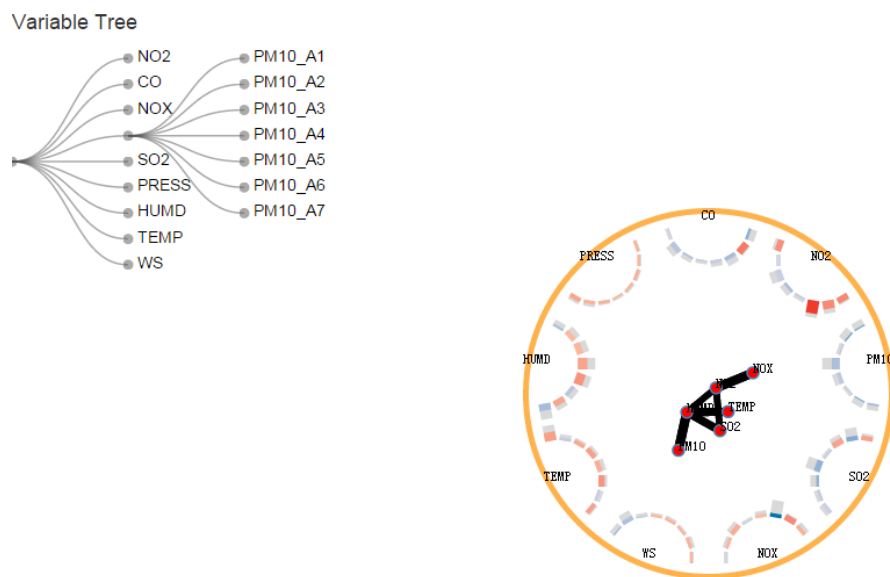 Variable Tree
NO2
PM10_A1
CO
PM10_A2
NOX
PM10_A3
PM10_A4
SO2
PM10_A5
PRESS
PM10_A6
HUMD
PM10_A7
TEMP
WS
CO
PRESS
NO2
HUMD
PM10
NOX
TEMP
SO2
PM10
TEMP
SO2
WS
NOX